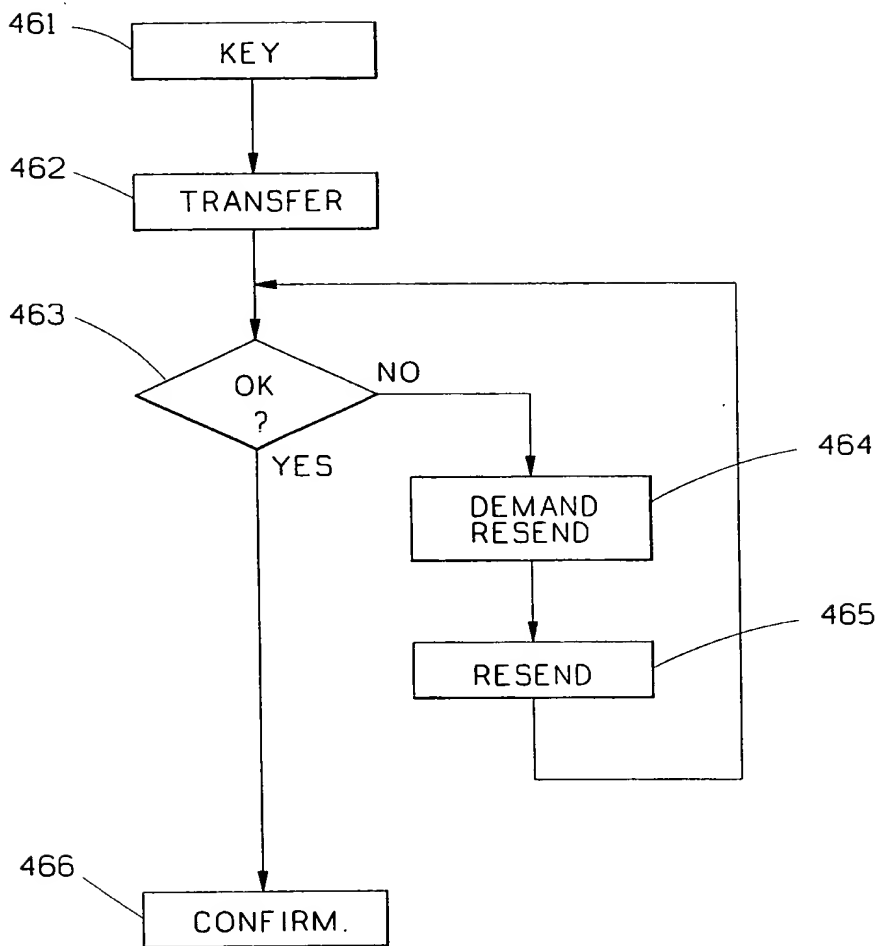 461
KEY
462
TRANSFER
463
OK
?
NO
YES
464
DEMAND
RESEND
465
RESEND
466
CONFIRM.